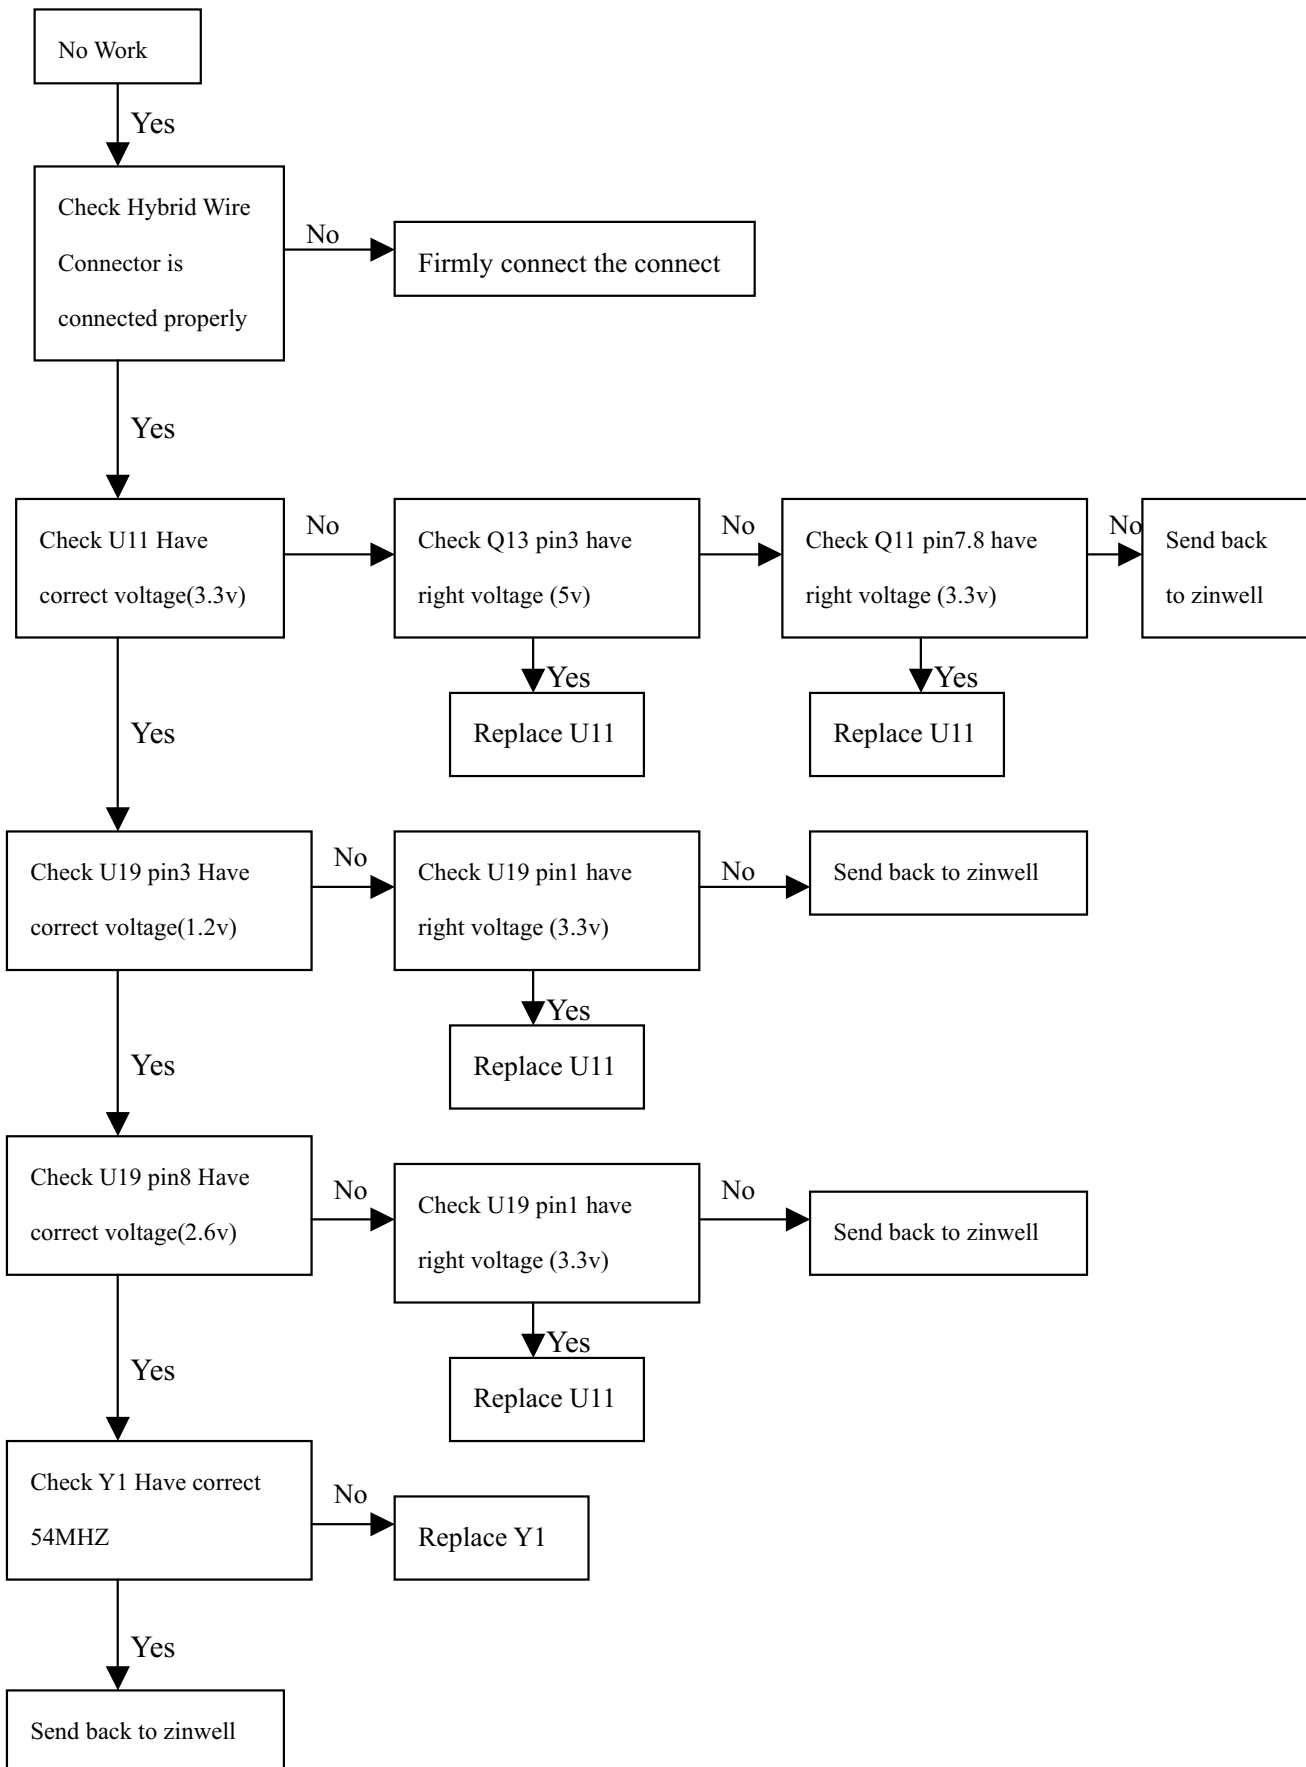 No Work
Yes
Check Hybrid Wire
Connector is
connected properly
No
Firmly connect the connect
Yes
Check U11 Have
correct voltage(3.3v)
No
Check Q13 pin3 have
right voltage (5v)
No
Check Q11 pin7.8 have
right voltage (3.3v)
No
Send back
to zinwell
Yes
Replace U11
Yes
Replace U11
Yes
Check U19 pin3 Have
correct voltage(1.2v)
No
Check U19 pin1 have
right voltage (3.3v)
No
Send back to zinwell
Yes
Replace U11
Yes
Check U19 pin8 Have
correct voltage(2.6v)
No
Check U19 pin1 have
right voltage (3.3v)
No
Send back to zinwell
Yes
Replace U11
Yes
Check Y1 Have correct
54MHZ
No
Replace Y1
Yes
Send back to zinwell